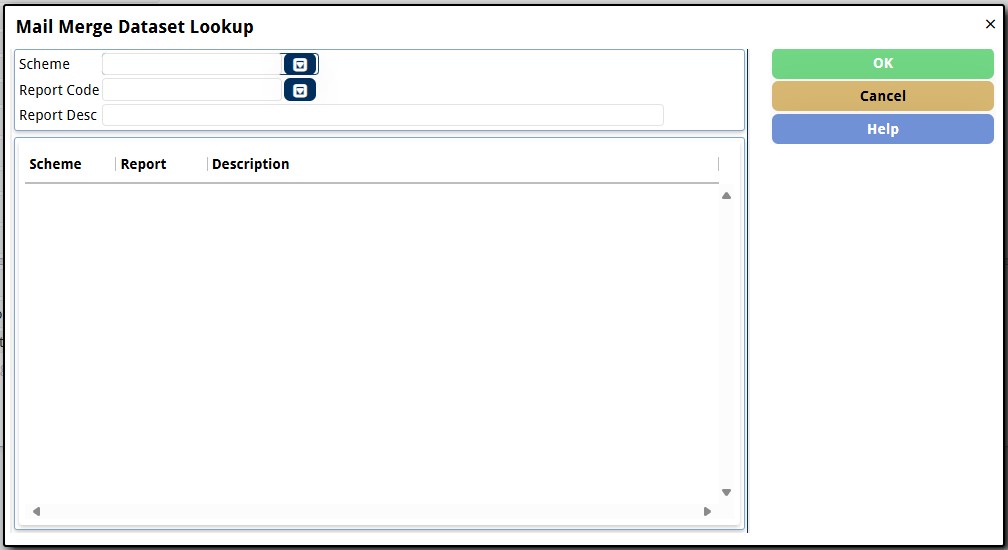 Mail Merge Dataset Lookup
Scheme
Report Code
Report Desc
OK
Cancel
Help
Scheme Report Description